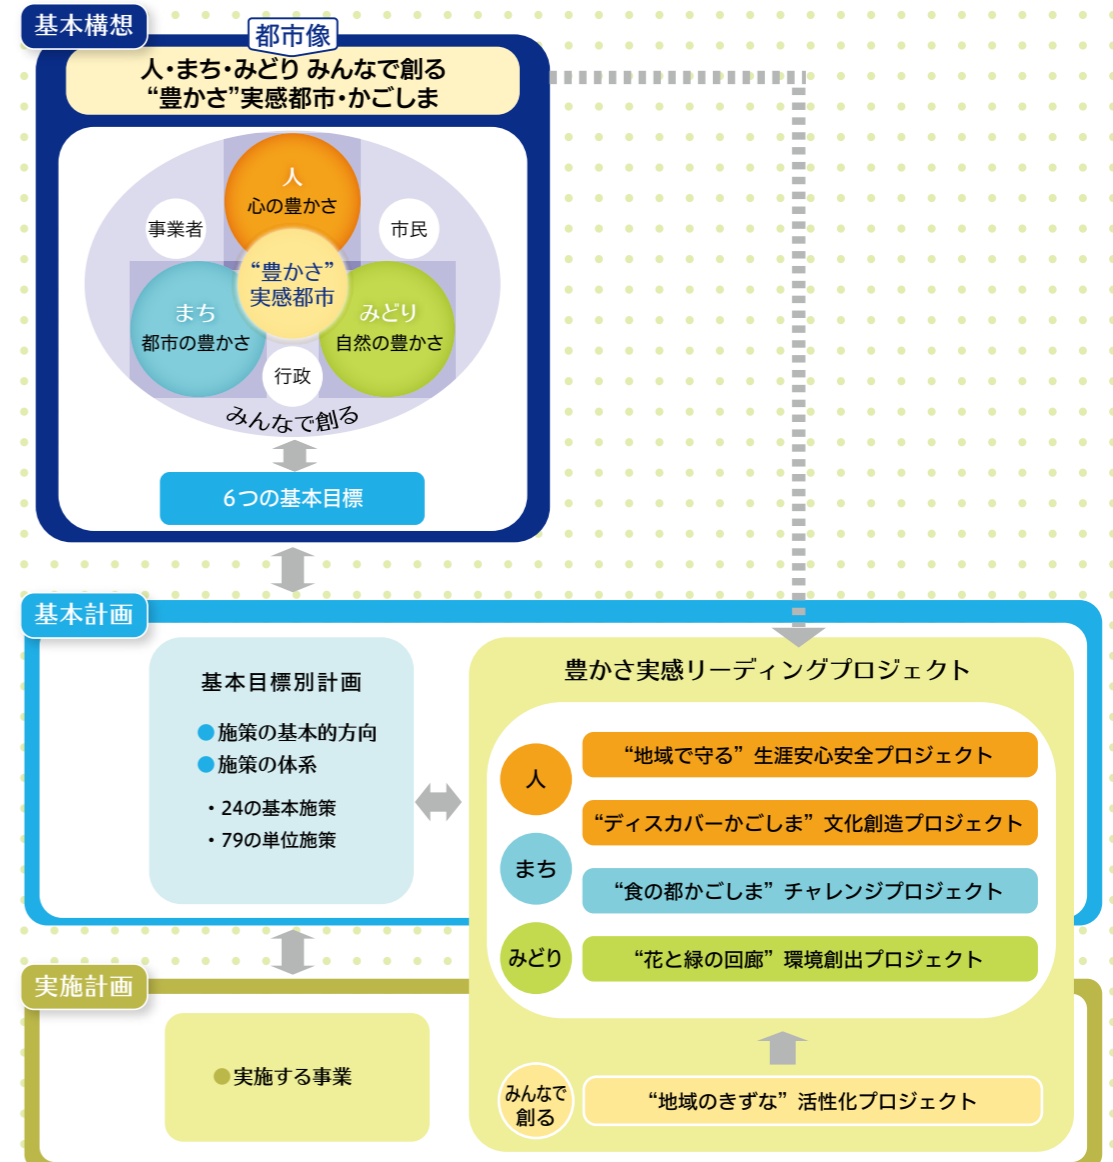 基本構想
都市像
人・まち・みどり みんなで創る
“豊かさ”実感都市・かごしま
人
心の豊かさ
事業者
市民
“豊かさ”
実感都市
まち
都市の豊かさ
みどり
自然の豊かさ
行政
みんなで創る
6つの基本目標
基本計画
基本目標別計画
●施策の基本的方向
●施策の体系
・24の基本施策
・79の単位施策
豊かさ実感リーディングプロジェクト
人
“地域で守る”生涯安心安全プロジェクト
“ディスカバーかごしま”文化創造プロジェクト
まち
“食の都かごしま”チャレンジプロジェクト
みどり
“花と緑の回廊”環境創出プロジェクト
実施計画
●実施する事業
みんなで
創る
“地域のきずな”活性化プロジェクト